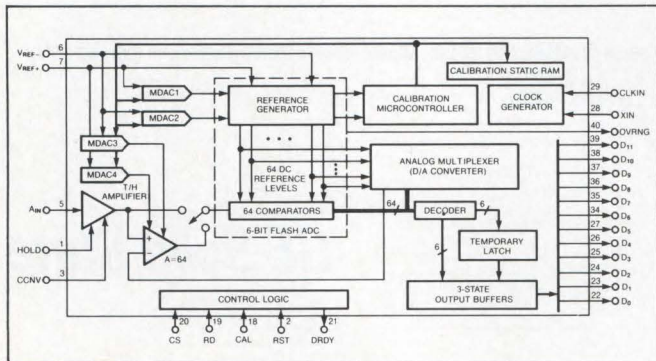 VREF− 6
VREF+ 7
MDAC1
MDAC2
MDAC3
MDAC4
REFERENCE
GENERATOR
CALIBRATION
MICROCONTROLLER
CALIBRATION STATIC RAM
CLOCK
GENERATOR
29 CLKIN
28 XIN
40 OVRNG
39 D11
38 D10
37 D9
36 D8
35 D7
34 D6
27 D5
26 D4
25 D3
24 D2
23 D1
22 D0
T/H
AMPLIFIER
64 DC
REFERENCE
LEVELS
ANALOG MULTIPLEXER
(D/A CONVERTER)
AIN 5
HOLD 1
CCNV 3
+
−
A=64
64 COMPARATORS
6-BIT FLASH ADC
64
DECODER
6
6
TEMPORARY
LATCH
3-STATE
OUTPUT BUFFERS
CONTROL LOGIC
20 19 18 2 21
CS RD CAL RST DRDY